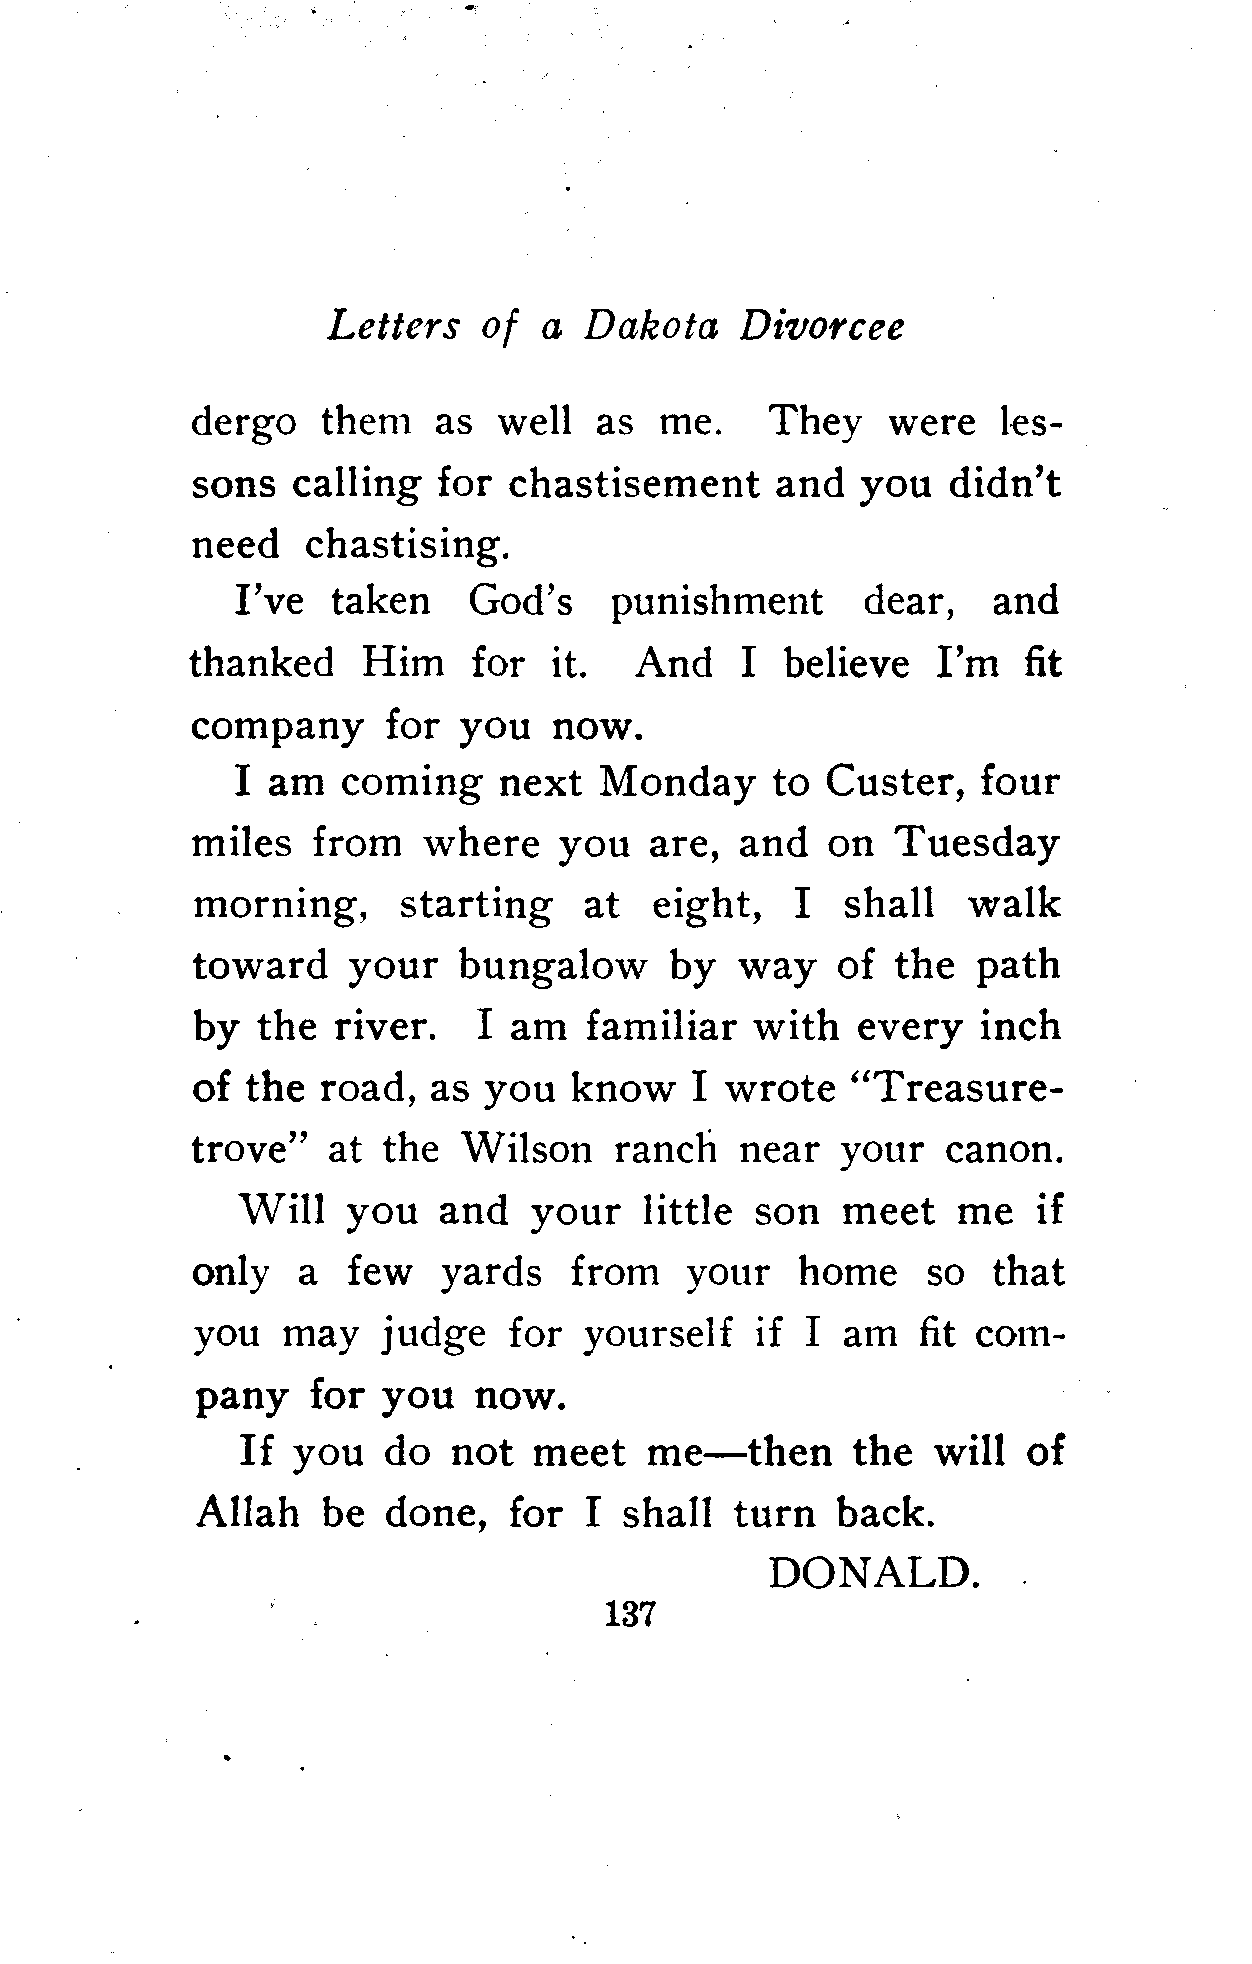 Letters of a Dakota Divorcee
dergo them as well as me. They were les-
sons calling for chastisement and you didn't
need chastising.
I've taken God's punishment dear, and
thanked Him for it. And I believe I'm fit
company for you now.
I am coming next Monday to Custer, four
miles from where you are, and on Tuesday
morning, starting at eight, I shall walk
toward your bungalow by way of the path
by the river. I am familiar with every inch
of the road, as you know I wrote "Treasure-
trove" at the Wilson ranch near your canon.
Will you and your little son meet me if
only a few yards from your home so that
you may judge for yourself if I am fit com-
pany for you now.
If you do not meet me—then the will of
Allah be done, for I shall turn back.
DONALD.
137